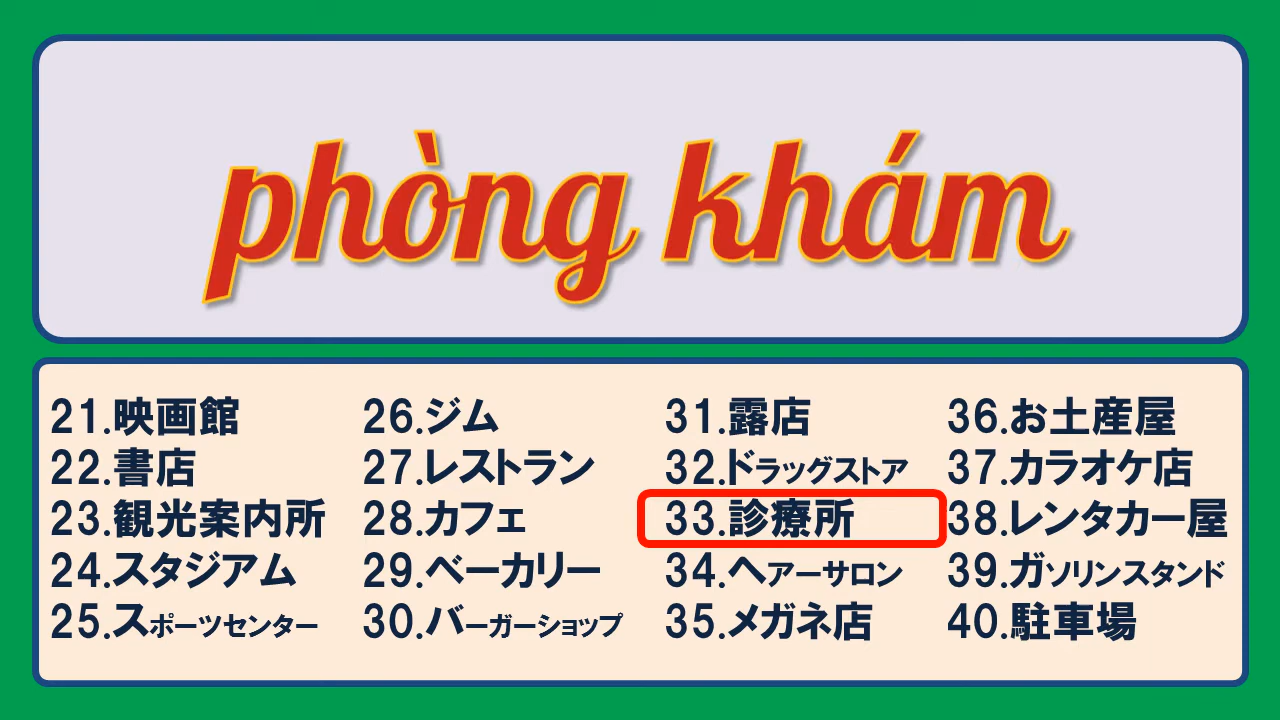 phòng khám
21.映画館
22.書店
23.観光案内所
24.スタジアム
25.スポーツセンター
26.ジム
27.レストラン
28.カフェ
29.ベーカリー
30.バーガーショップ
31.露店
32.ドラッグストア
33.診療所
34.ヘアーサロン
35.メガネ店
36.お土産屋
37.カラオケ店
38.レンタカー屋
39.ガソリンスタンド
40.駐車場